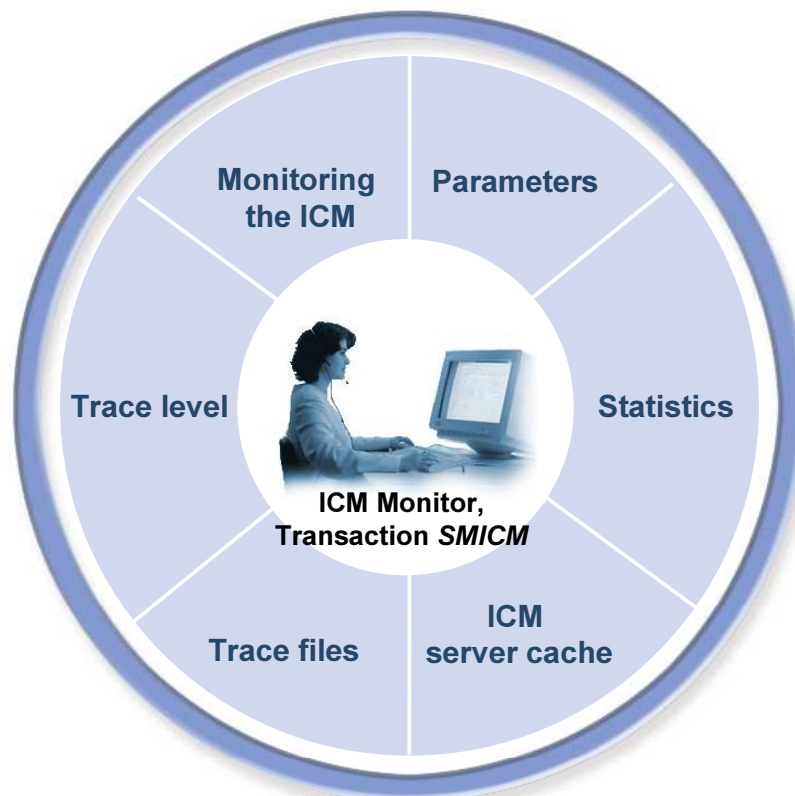 Monitoring
the ICM
Parameters
Trace level
Statistics
ICM Monitor,
Transaction SMICM
Trace files
ICM
server cache